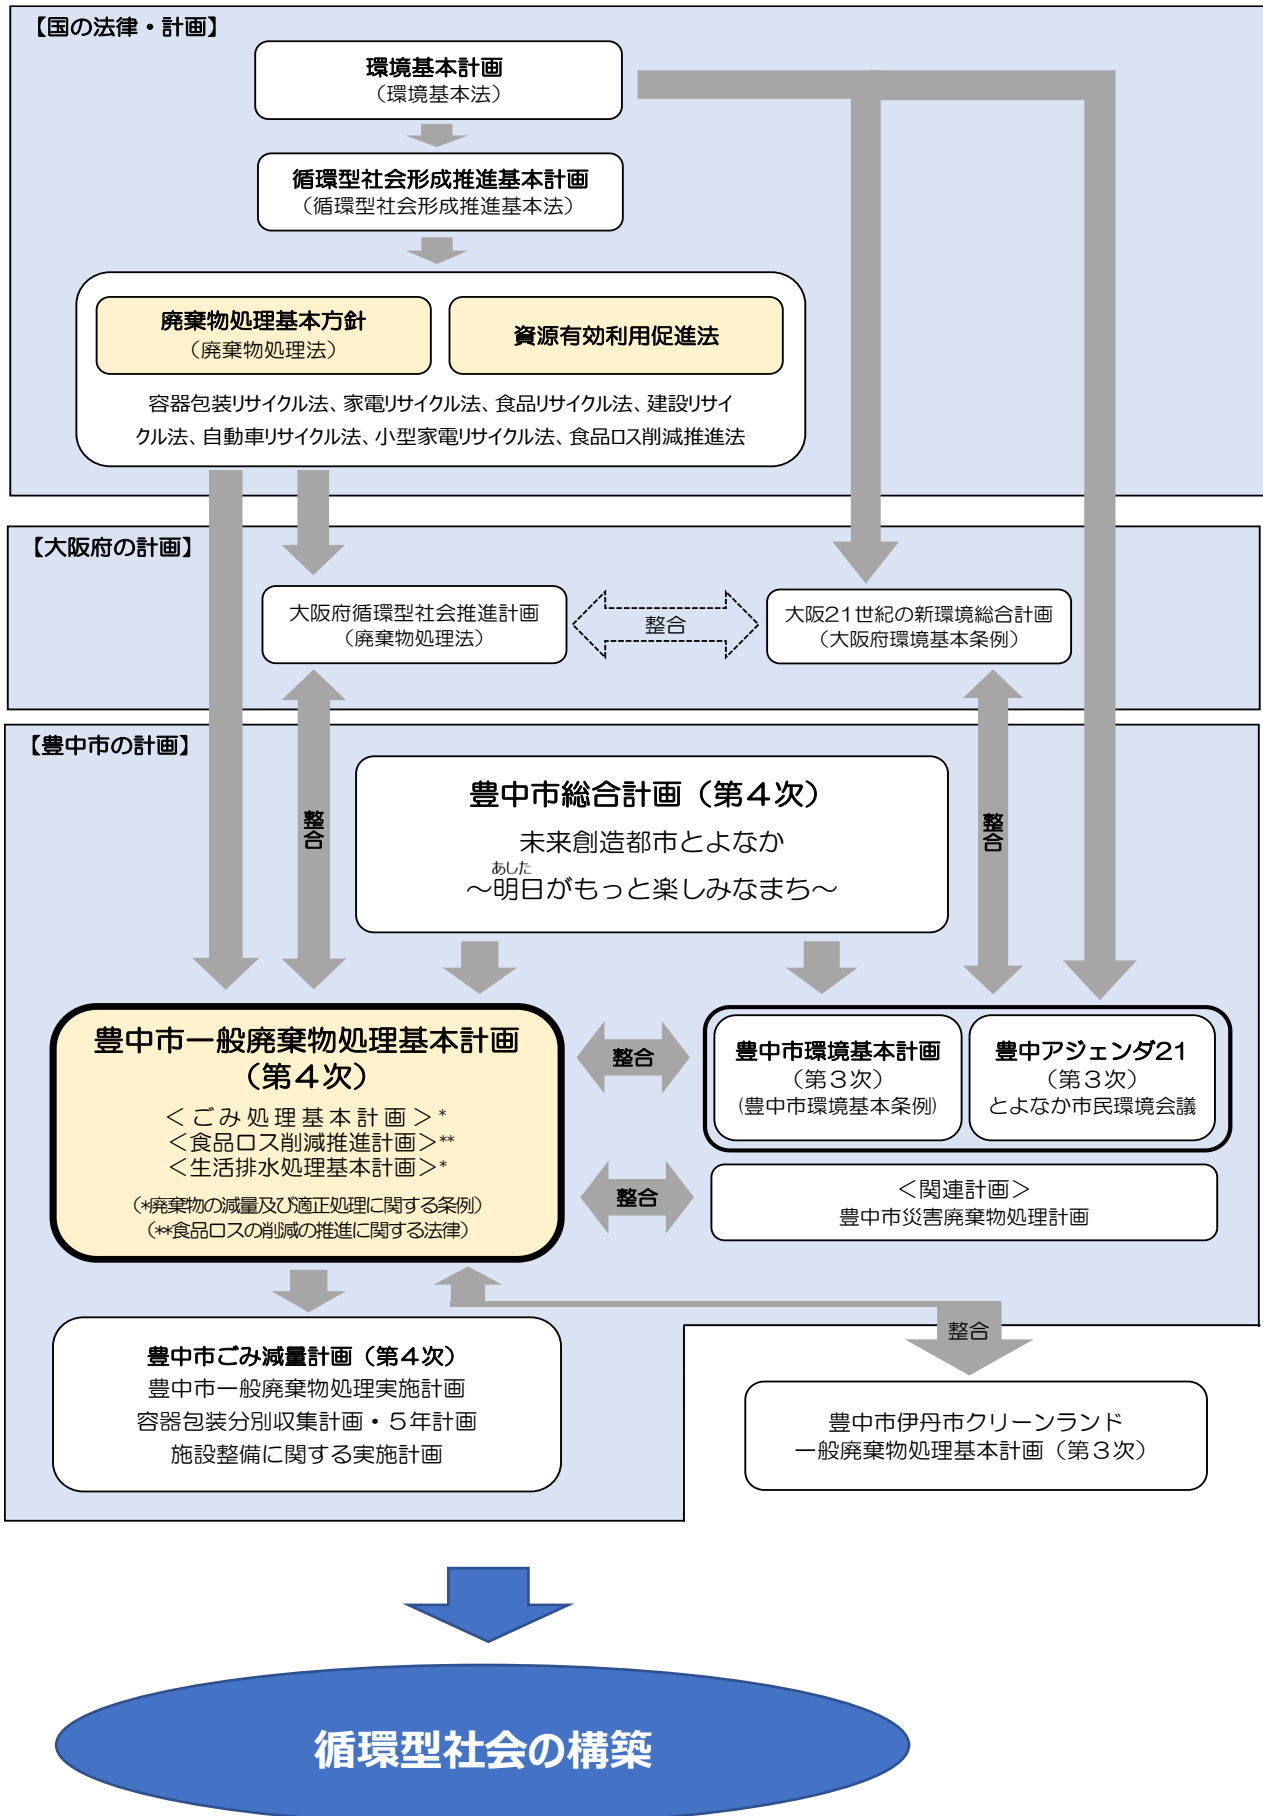 【国の法律・計画】
環境基本計画
（環境基本法）
循環型社会形成推進基本計画
（循環型社会形成推進基本法）
廃棄物処理基本方針
（廃棄物処理法）
資源有効利用促進法
容器包装リサイクル法、家電リサイクル法、食品リサイクル法、建設リサイ
クル法、自動車リサイクル法、小型家電リサイクル法、食品ロス削減推進法
【大阪府の計画】
大阪府循環型社会推進計画
（廃棄物処理法）
整合
大阪21世紀の新環境総合計画
（大阪府環境基本条例）
【豊中市の計画】
整合
豊中市総合計画（第４次）
未来創造都市とよなか
あした
～明日がもっと楽しみなまち～
整合
豊中市一般廃棄物処理基本計画
（第４次）
＜ごみ処理基本計画＞*
＜食品ロス削減推進計画＞**
＜生活排水処理基本計画＞*
（*廃棄物の減量及び適正処理に関する条例）
（**食品ロスの削減の推進に関する法律）
整合
豊中市環境基本計画
（第３次）
(豊中市環境基本条例)
豊中アジェンダ21
（第３次）
とよなか市民環境会議
整合
＜関連計画＞
豊中市災害廃棄物処理計画
整合
豊中市ごみ減量計画（第４次）
豊中市一般廃棄物処理実施計画
容器包装分別収集計画・５年計画
施設整備に関する実施計画
豊中市伊丹市クリーンランド
一般廃棄物処理基本計画（第３次）
循環型社会の構築